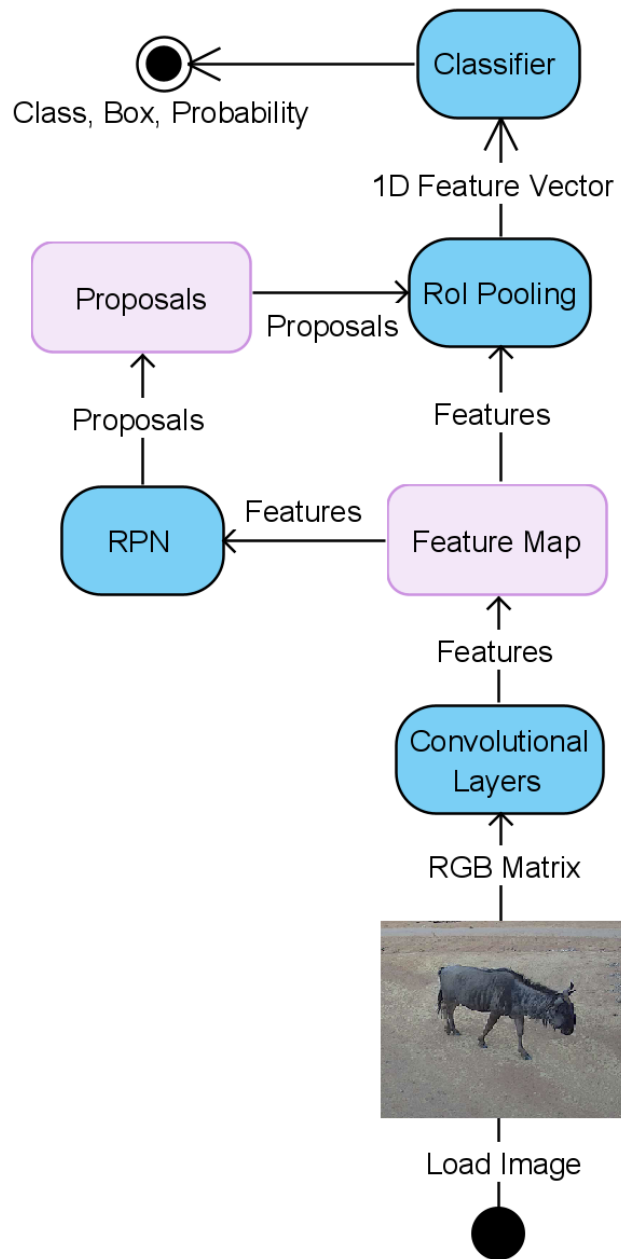 Classifier
Class, Box, Probability
1D Feature Vector
Proposals
RoI Pooling
Proposals
Proposals
Features
Features
RPN
Feature Map
Features
Convolutional
Layers
RGB Matrix
Load Image